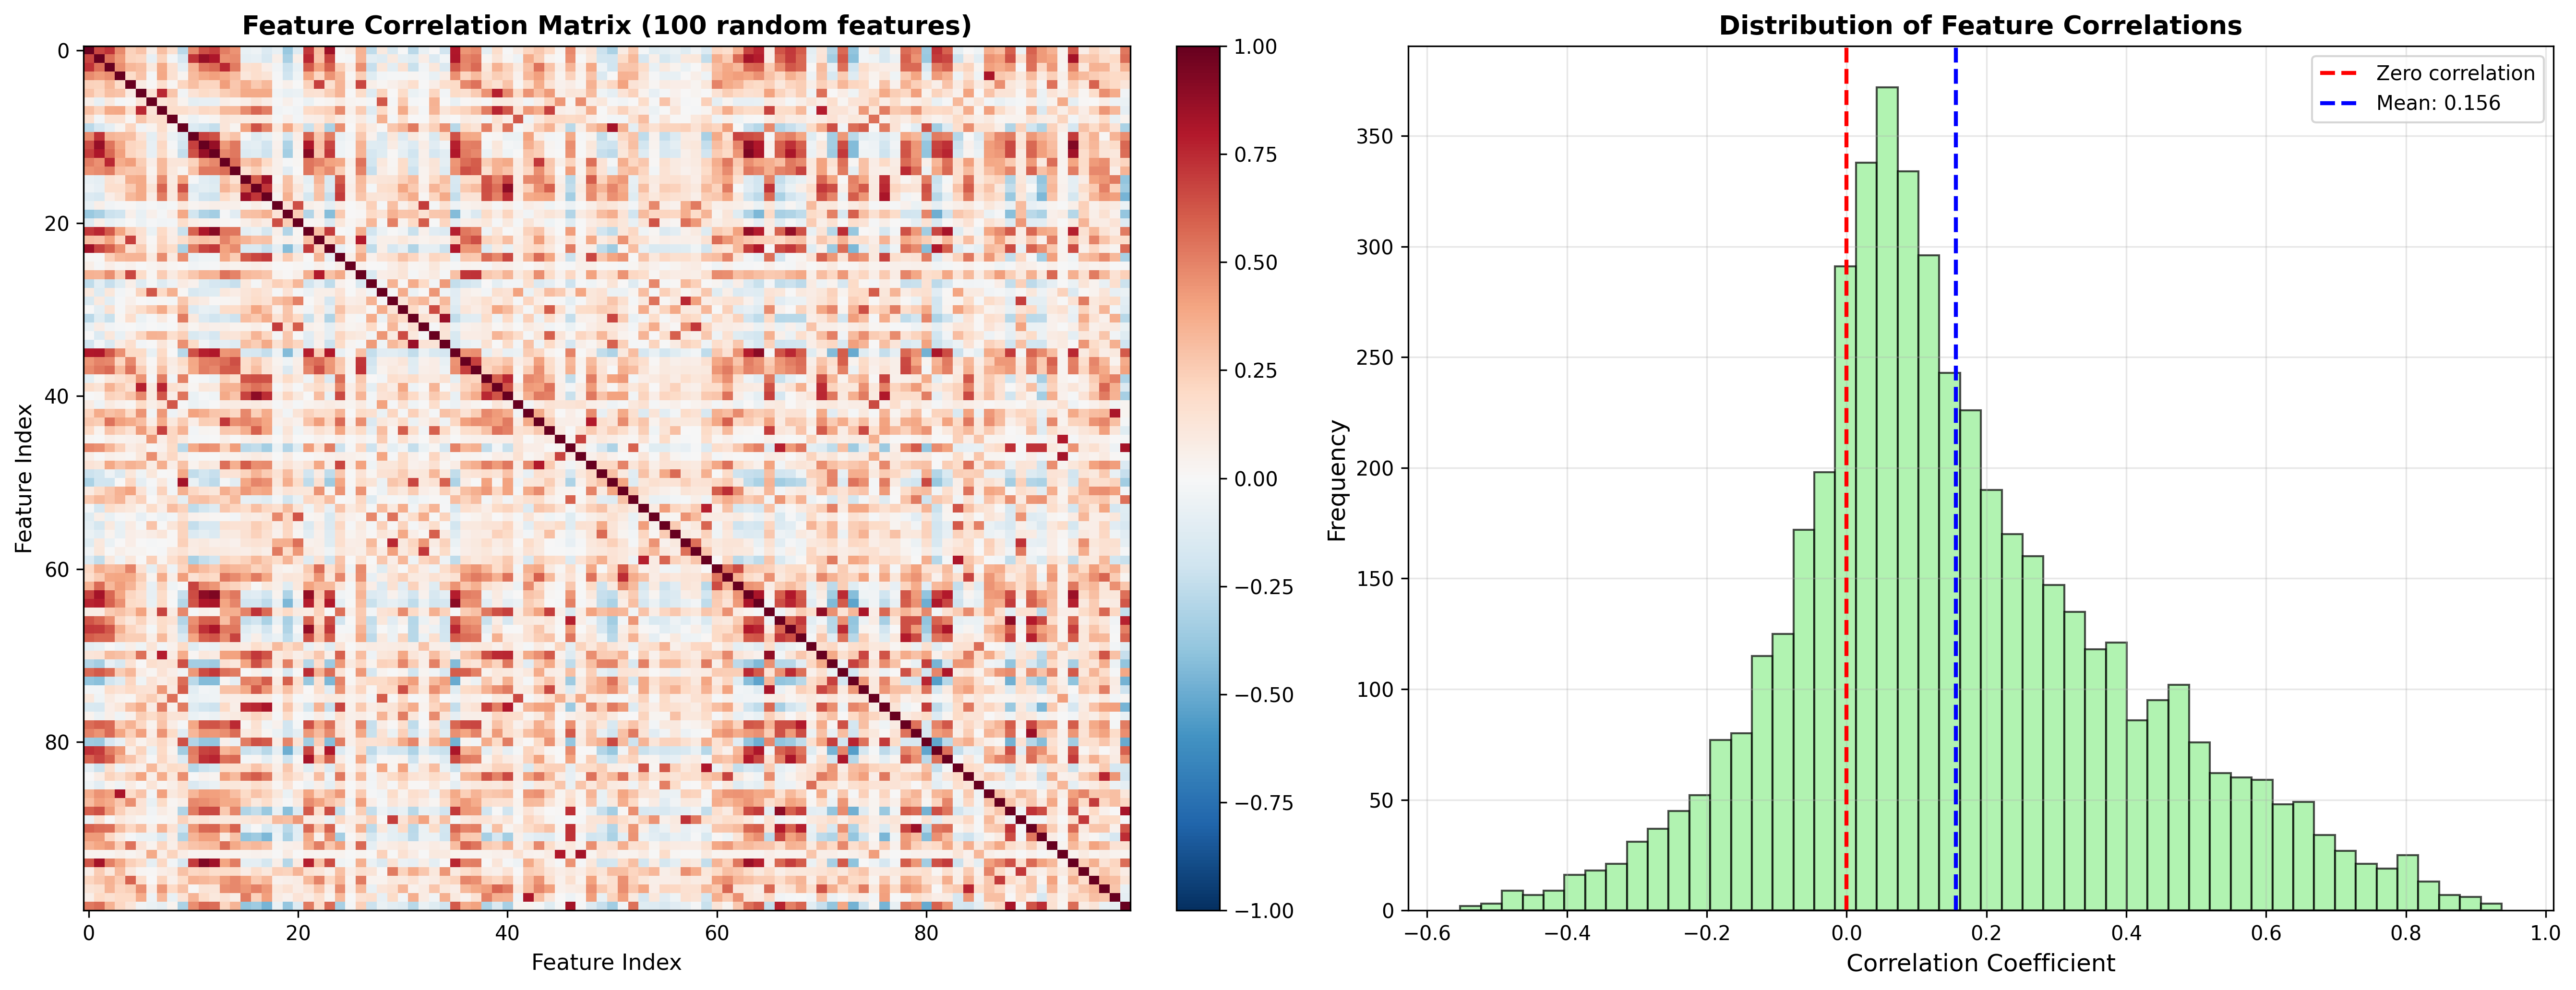 Feature Correlation Matrix (100 random features)
0
20
40
60
80
Feature Index
0 20 40 60 80
Feature Index
1.00
0.75
0.50
0.25
0.00
−0.25
−0.50
−0.75
−1.00
Distribution of Feature Correlations
Zero correlation
Mean: 0.156
350
300
250
200
150
100
50
0
Frequency
−0.6 −0.4 −0.2 0.0 0.2 0.4 0.6 0.8 1.0
Correlation Coefficient